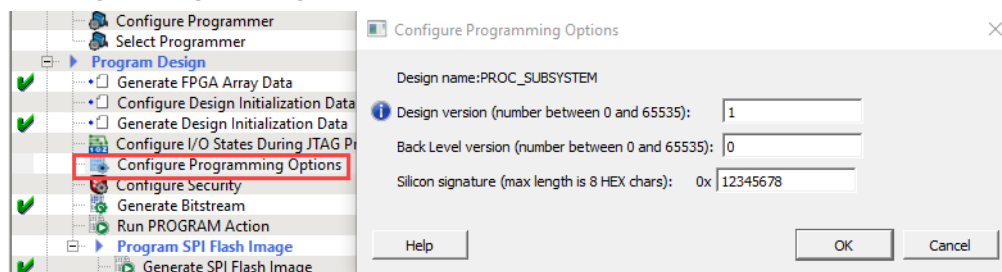 Configure Programmer
Select Programmer
Program Design
Generate FPGA Array Data
Configure Design Initialization Data
Generate Design Initialization Data
Configure I/O States During JTAG Pr
Configure Programming Options
Configure Security
Generate Bitstream
Run PROGRAM Action
Program SPI Flash Image
Generate SPI Flash Image
Configure Programming Options
Design name:PROC_SUBSYSTEM
Design version (number between 0 and 65535): 1
Back Level version (number between 0 and 65535): 0
Silicon signature (max length is 8 HEX chars): 0x 12345678
Help OK Cancel